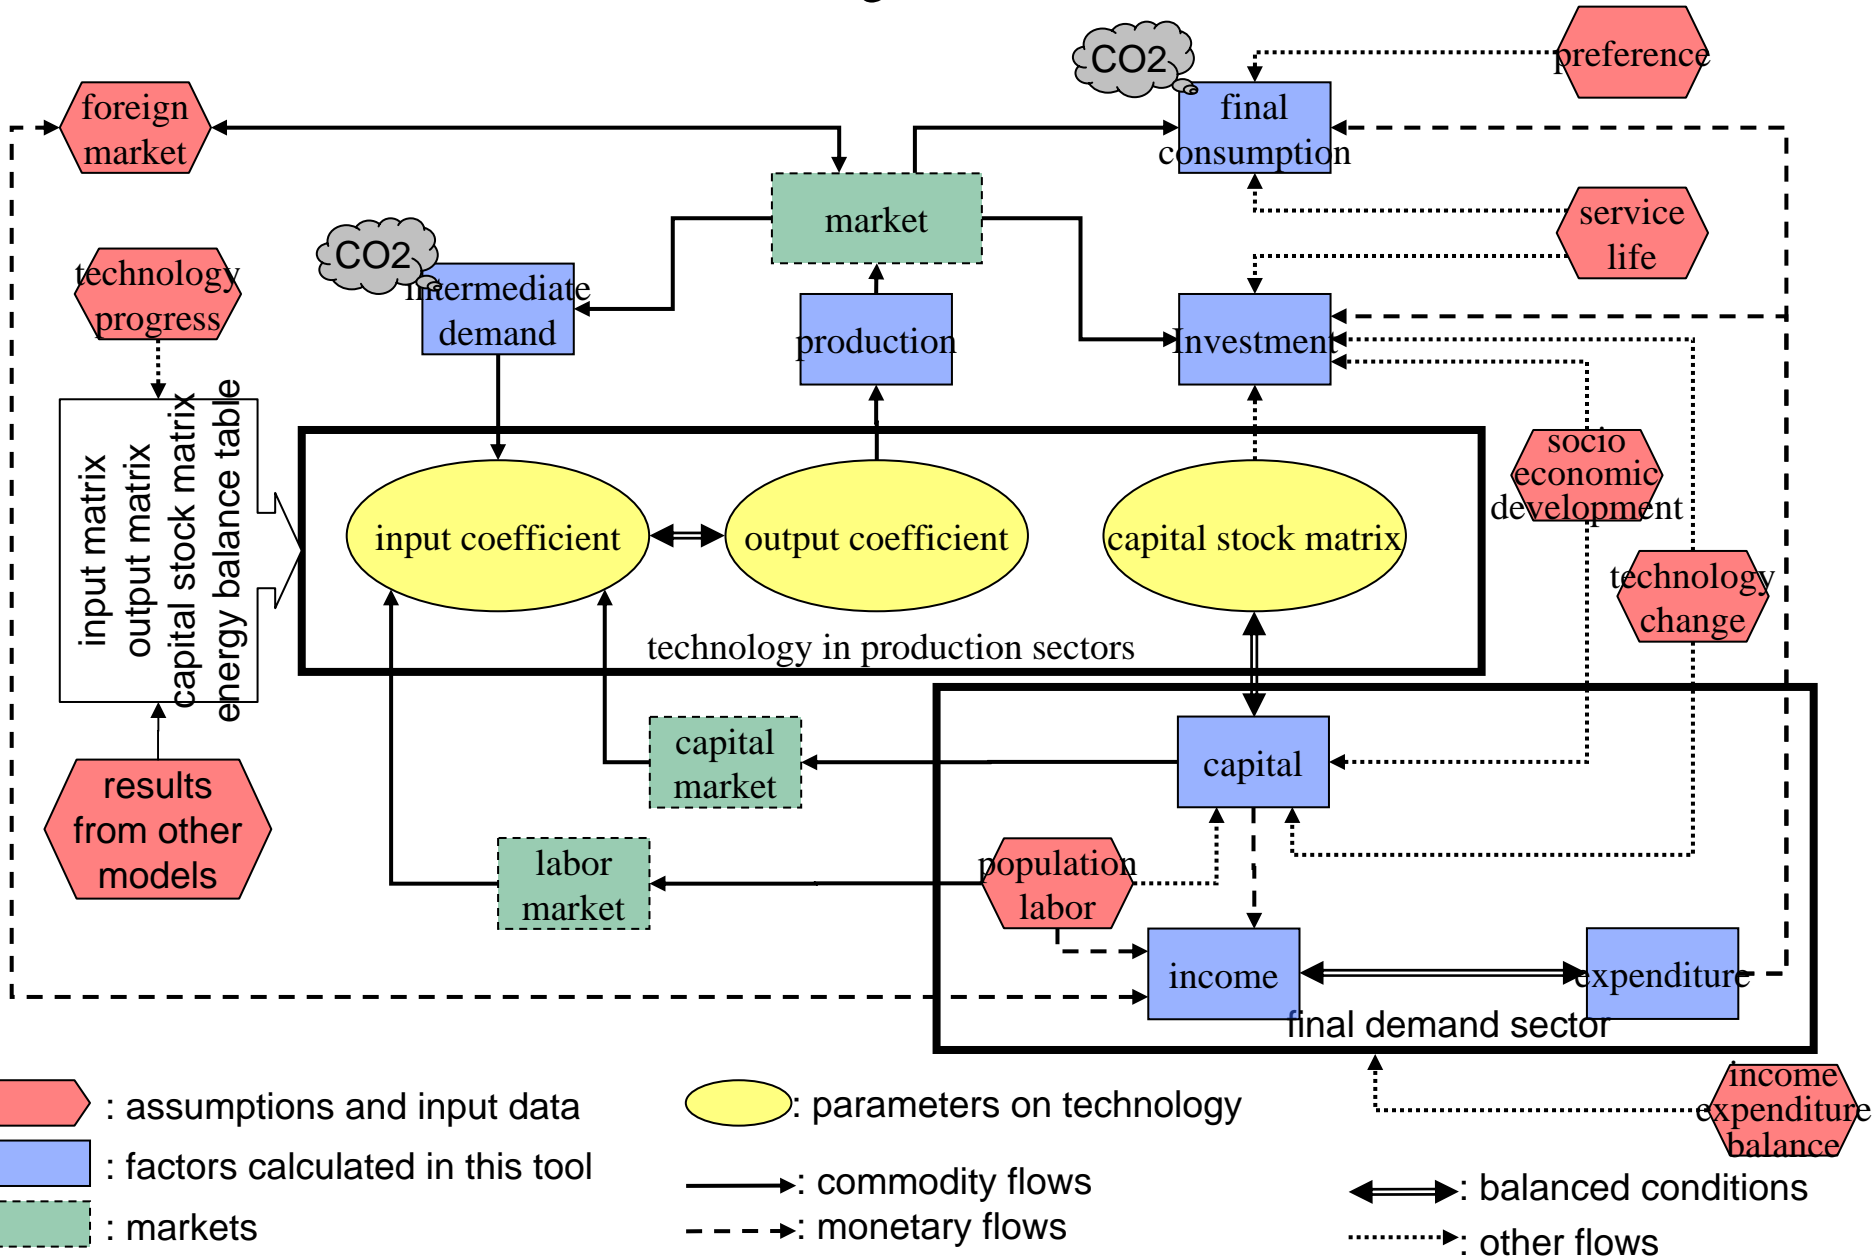 CO2
preference
foreign
market
final
consumption
market
service
life
CO2
technology
progress
intermediate
demand
production
Investment
input matrix
output matrix
capital stock matrix
energy balance table
socio
economic
development
input coefficient
output coefficient
capital stock matrix
technology
change
technology in production sectors
capital
market
capital
results
from other
models
labor
market
population
labor
income
expenditure
final demand sector
income
expenditure
balance
: assumptions and input data
: parameters on technology
: factors calculated in this tool
: commodity flows
: balanced conditions
: markets
: monetary flows
: other flows